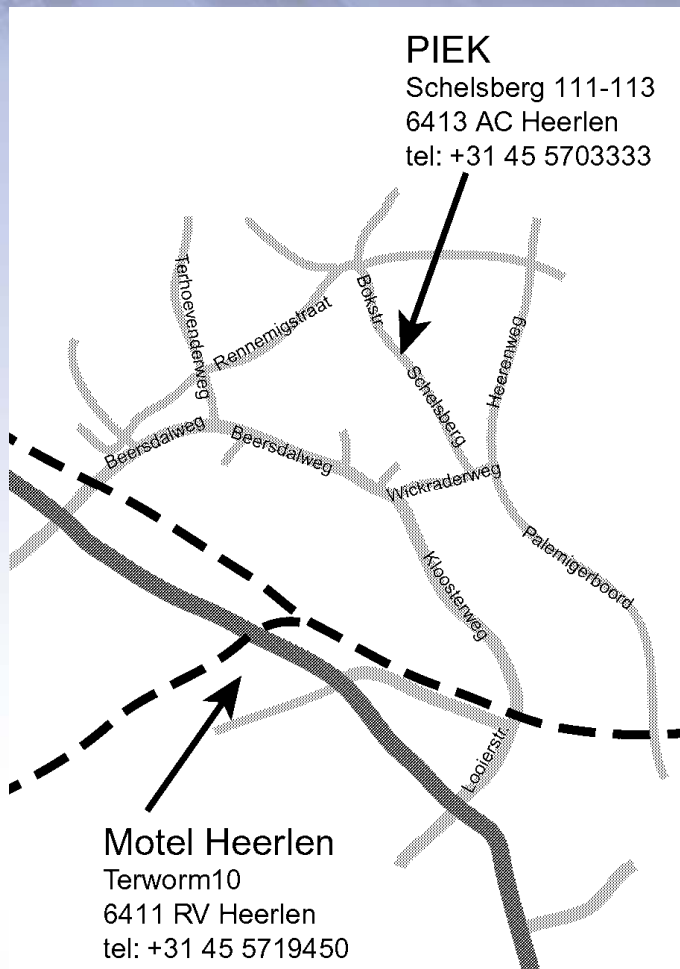 PIEK
Schelsberg 111-113
6413 AC Heerlen
tel: +31 45 5703333
Terhoevenderweg
Rennemigstraat
Bokstr.
Schelsberg
Heerenweg
Beersdalweg
Beersdalweg
Wickraderweg
Kloosterweg
Palemigerboord
Looierstr.
Motel Heerlen
Terworm10
6411 RV Heerlen
tel: +31 45 5719450